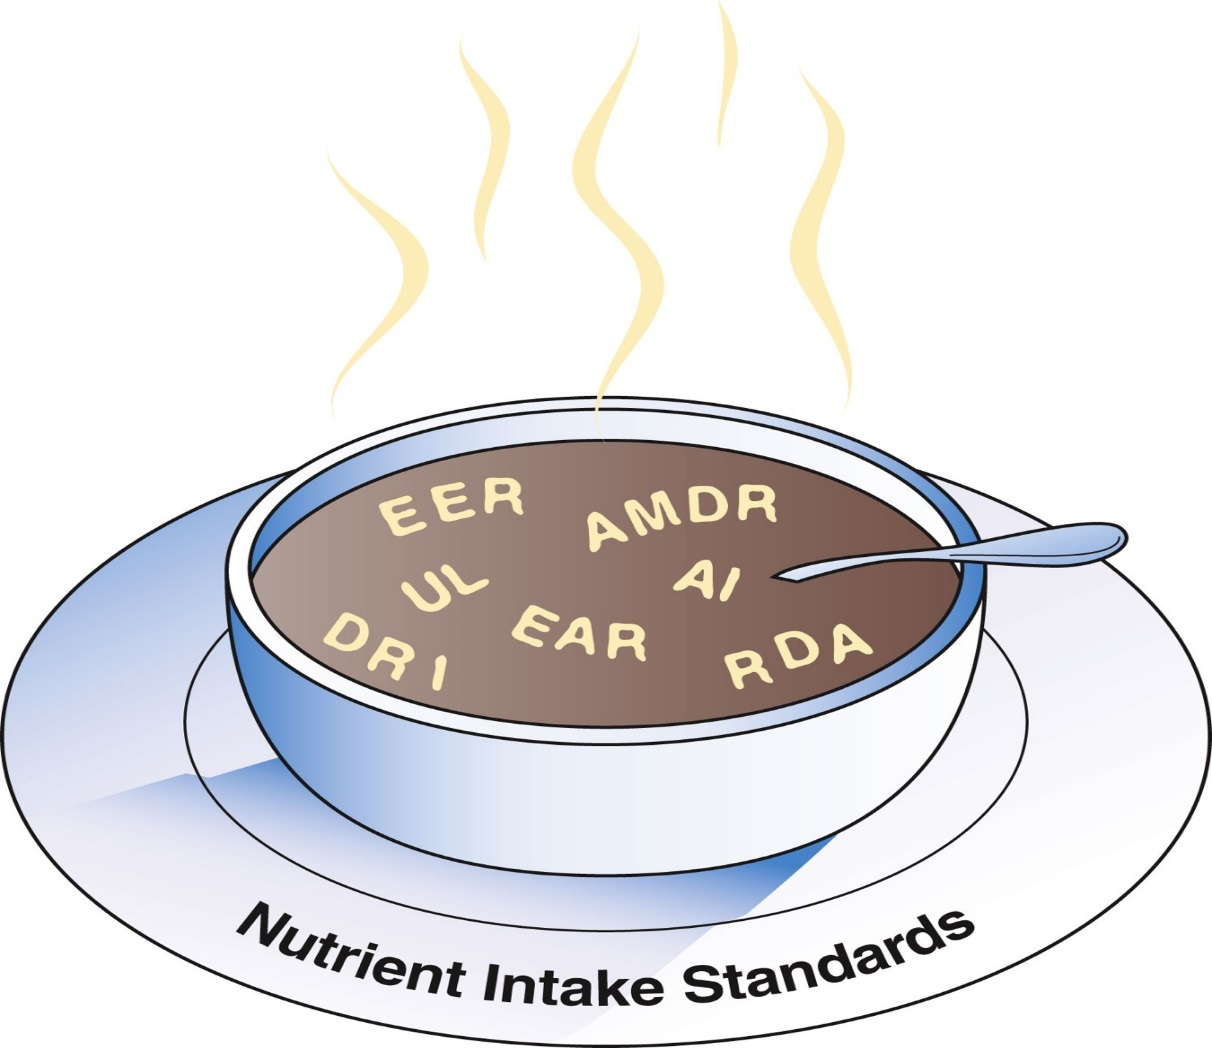 EER
AMDR
UL
AI
DRI
EAR
RDA
Nutrient Intake Standards